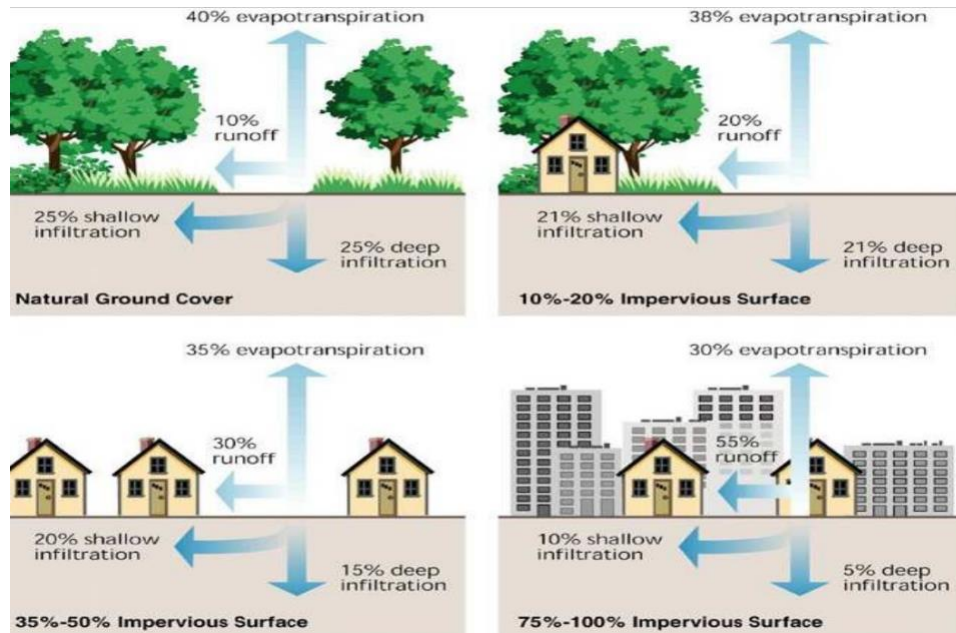 40% evapotranspiration
10%
runoff
25% shallow
infiltration
25% deep
infiltration
Natural Ground Cover
38% evapotranspiration
20%
runoff
21% shallow
infiltration
21% deep
infiltration
10%-20% Impervious Surface
35% evapotranspiration
30%
runoff
20% shallow
infiltration
15% deep
infiltration
35%-50% Impervious Surface
30% evapotranspiration
55%
runoff
10% shallow
infiltration
5% deep
infiltration
75%-100% Impervious Surface